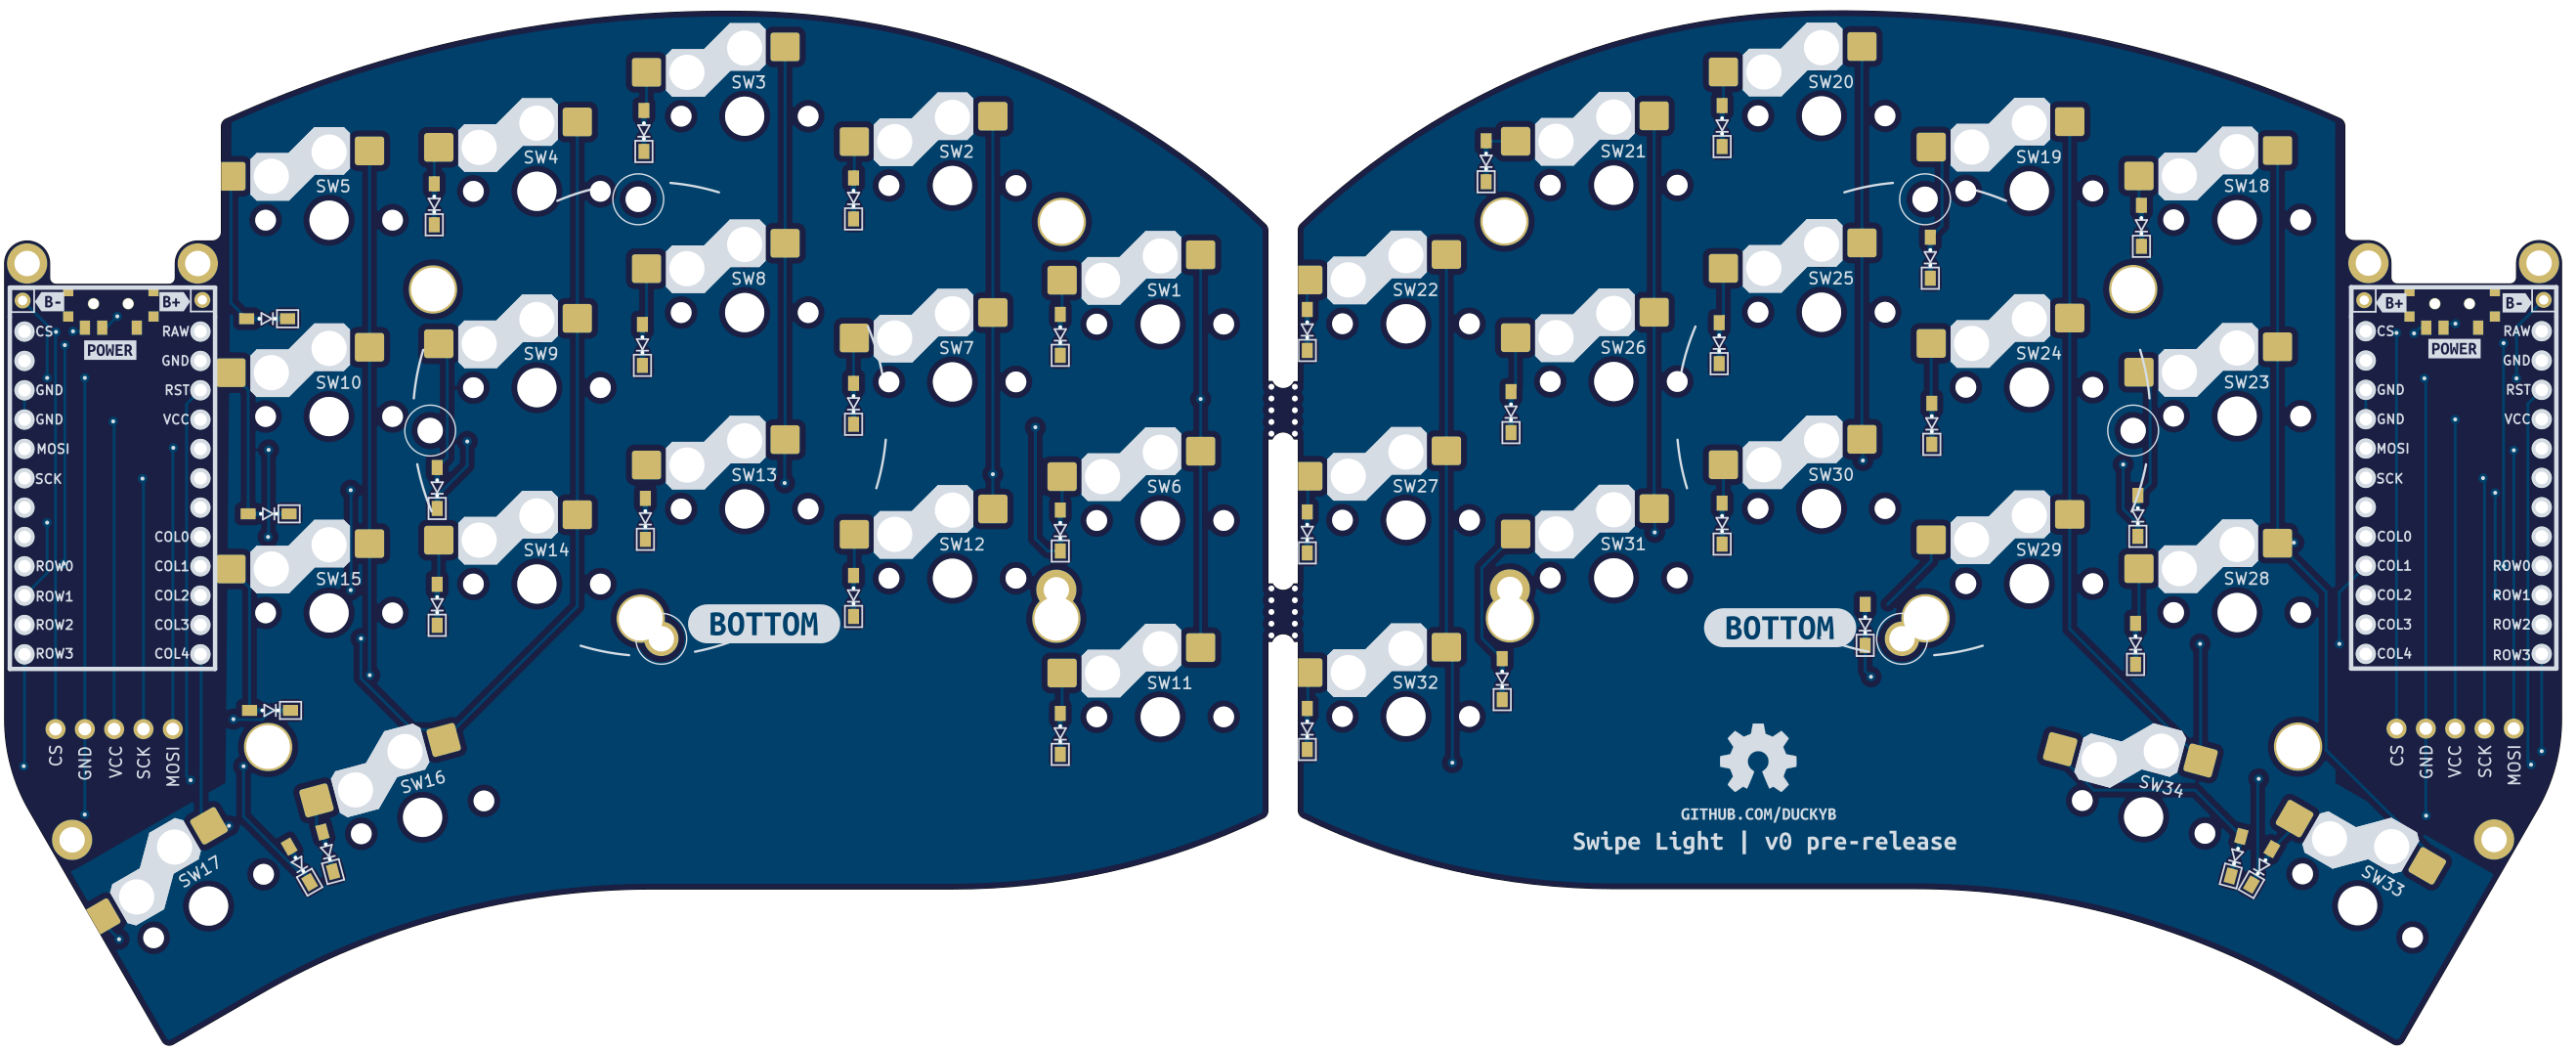 SW3
SW4
SW2
SW5
SW8
SW1
B-
B+
POWER
CS
RAW
GND
GND
RST
GND
VCC
MOSI
SCK
COL0
ROW0
COL1
ROW1
COL2
ROW2
COL3
ROW3
COL4
SW9
SW7
SW10
SW13
SW6
SW14
SW12
SW15
BOTTOM
SW11
CS
GND
VCC
SCK
MOSI
SW16
SW17
SW20
SW21
SW19
SW18
SW25
SW22
SW26
SW24
SW23
SW30
SW27
SW31
SW29
SW28
BOTTOM
SW32
B+
B-
POWER
CS
RAW
GND
GND
RST
GND
VCC
MOSI
SCK
COL0
COL1
ROW0
COL2
ROW1
COL3
ROW2
COL4
ROW3
CS
GND
VCC
SCK
MOSI
SW34
SW33
GITHUB.COM/DUCKYB
Swipe Light | v0 pre-release